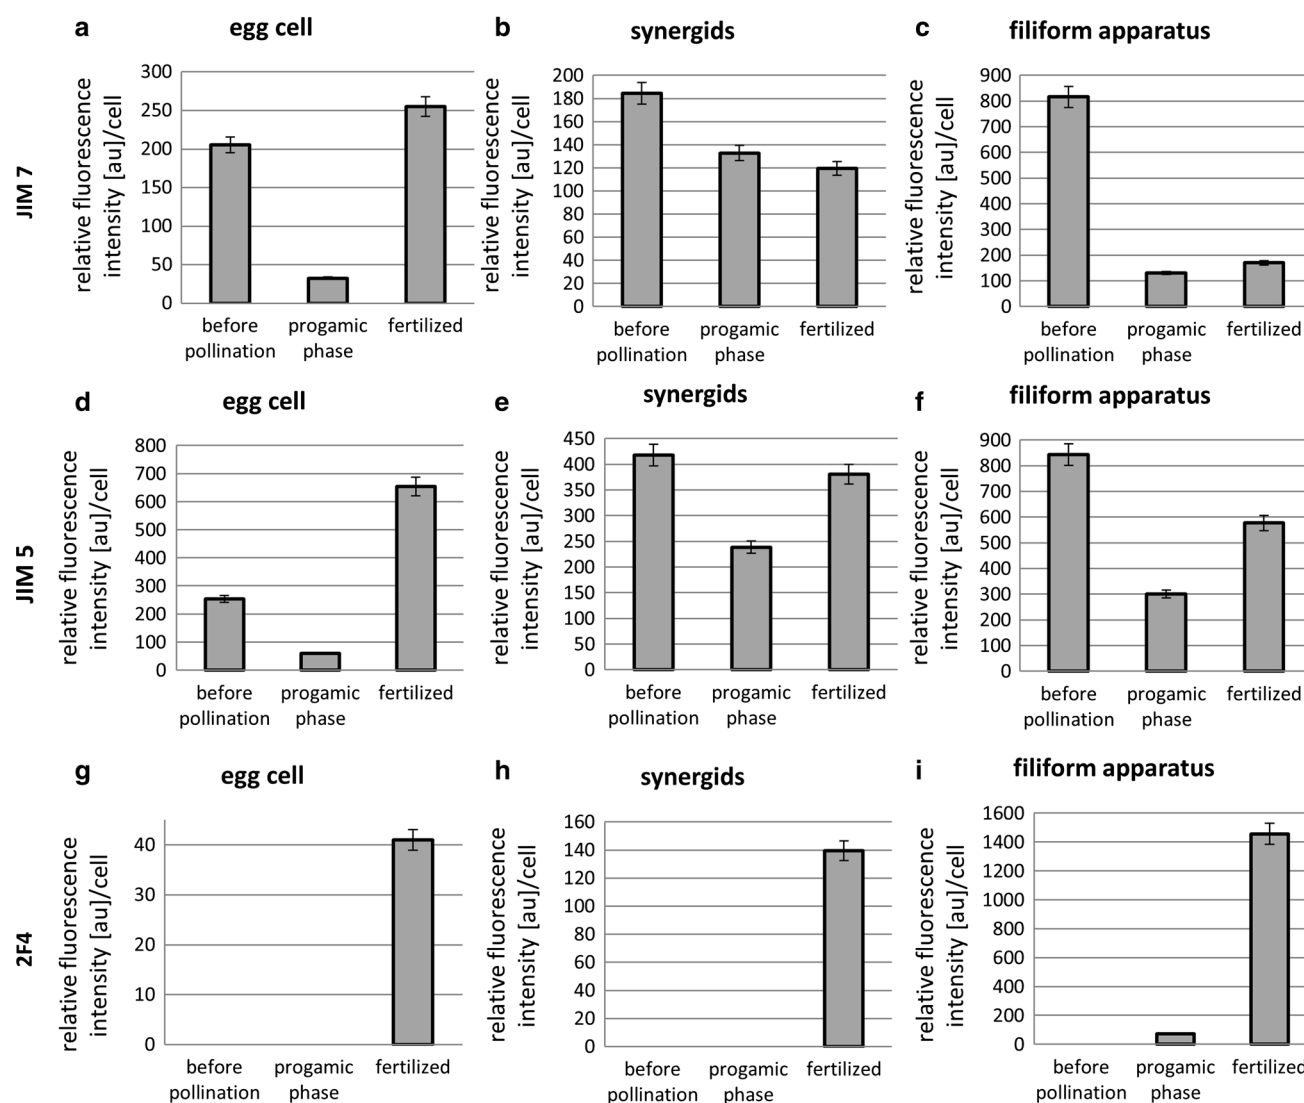 a
egg cell
b
synergids
c
filiform apparatus
JIM 7
relative fluorescence
intensity [au]/cell
300
250
200
150
100
50
0
before
pollination
progamic
phase
fertilized
relative fluorescence
intensity [au]/cell
200
180
160
140
120
100
80
60
40
20
0
before
pollination
progamic
phase
fertilized
relative fluorescence
intensity [au]/cell
900
800
700
600
500
400
300
200
100
0
before
pollination
progamic
phase
fertilized
d
egg cell
e
synergids
f
filiform apparatus
JIM 5
relative fluorescence
intensity [au]/cell
800
700
600
500
400
300
200
100
0
before
pollination
progamic
phase
fertilized
relative fluorescence
intensity [au]/cell
450
400
350
300
250
200
150
100
50
0
before
pollination
progamic
phase
fertilized
relative fluorescence
intensity [au]/cell
900
800
700
600
500
400
300
200
100
0
before
pollination
progamic
phase
fertilized
g
egg cell
h
synergids
i
filiform apparatus
2F4
relative fluorescence
intensity [au]/cell
40
30
20
10
0
before
pollination
progamic
phase
fertilized
relative fluorescence
intensity [au]/cell
160
140
120
100
80
60
40
20
0
before
pollination
progamic
phase
fertilized
relative fluorescence
intensity [au]/cell
1600
1400
1200
1000
800
600
400
200
0
before
pollination
progamic
phase
fertilized